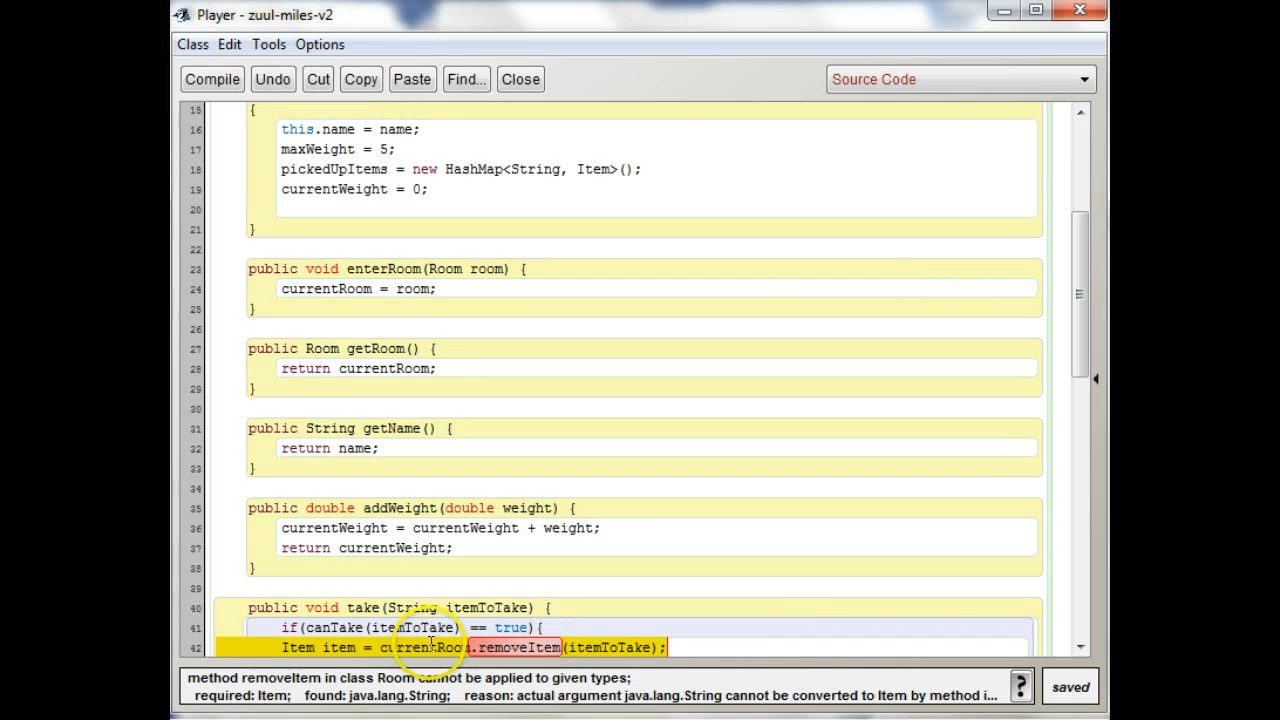 Player - zuul-miles-v2
Class Edit Tools Options
Compile Undo Cut Copy Paste Find... Close Source Code
15 {
16 this.name = name;
17 maxWeight = 5;
18 pickedUpItems = new HashMap<String, Item>();
19 currentWeight = 0;
20
21 }
22
23 public void enterRoom(Room room) {
24 currentRoom = room;
25 }
26
27 public Room getRoom() {
28 return currentRoom;
29 }
30
31 public String getName() {
32 return name;
33 }
34
35 public double addWeight(double weight) {
36 currentWeight = currentWeight + weight;
37 return currentWeight;
38 }
39
40 public void take(String itemToTake) {
41 if(canTake(itemToTake) == true){
42 Item item = currentRoom.removeItem(itemToTake);
method removeItem in class Room cannot be applied to given types;
required: Item; found: java.lang.String; reason: actual argument java.lang.String cannot be converted to Item by method i...
? saved